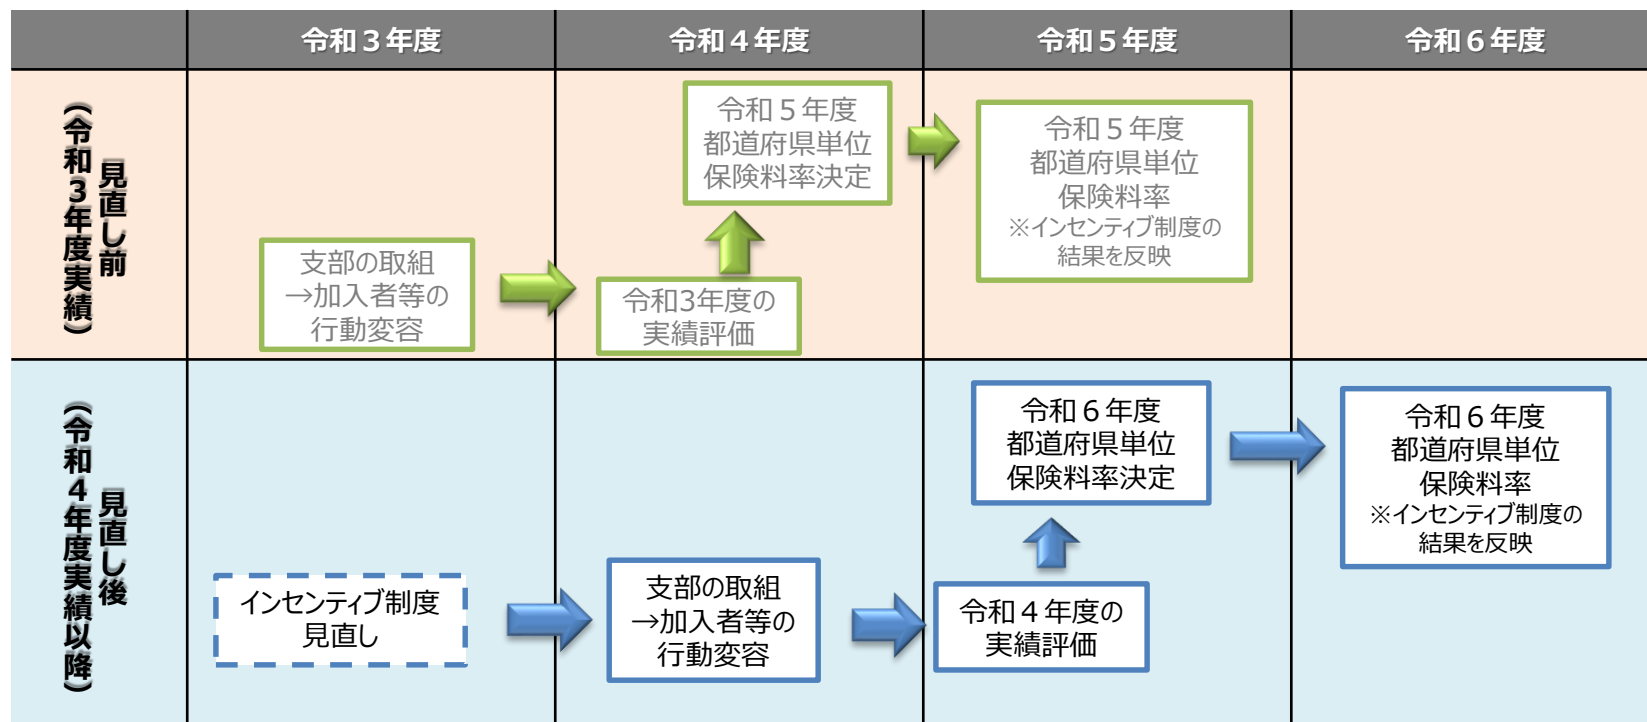 令和３年度
令和４年度
令和５年度
令和６年度
見直し前
（令和３年度実績）
支部の取組
→加入者等の
行動変容
令和3年度の
実績評価
令和５年度
都道府県単位
保険料率決定
令和５年度
都道府県単位
保険料率
※インセンティブ制度の
結果を反映
見直し後
（令和４年度実績以降）
インセンティブ制度
見直し
支部の取組
→加入者等の
行動変容
令和４年度の
実績評価
令和６年度
都道府県単位
保険料率決定
令和６年度
都道府県単位
保険料率
※インセンティブ制度の
結果を反映